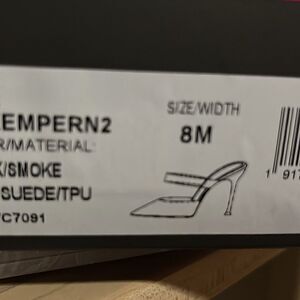 EMPERN2
R/MATERIAL:
/SMOKE
SUEDE/TPU
C7091
SIZE/WIDTH
8M
1 917